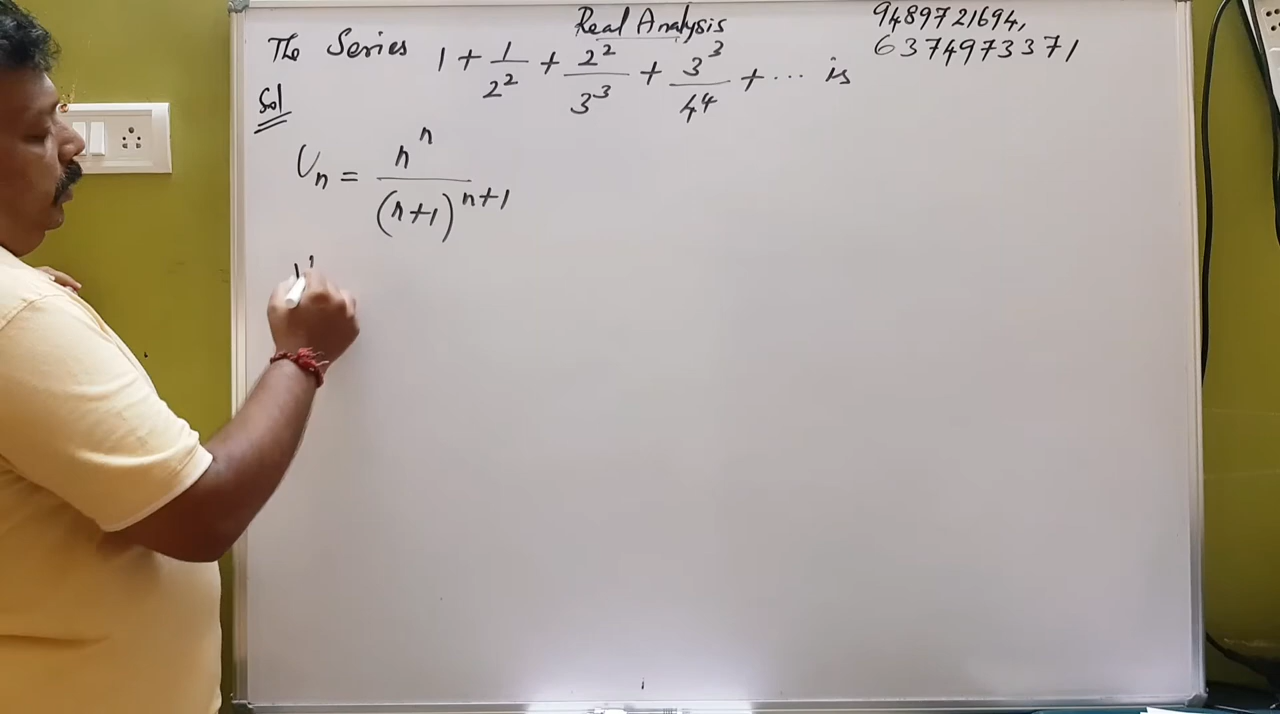 Real Analysis
9489721694,
6374973371
The Series 1 + 1/2² + 2²/3³ + 3³/4⁴ + ... is
Sol
Uₙ = nⁿ/(n+1)ⁿ⁺¹